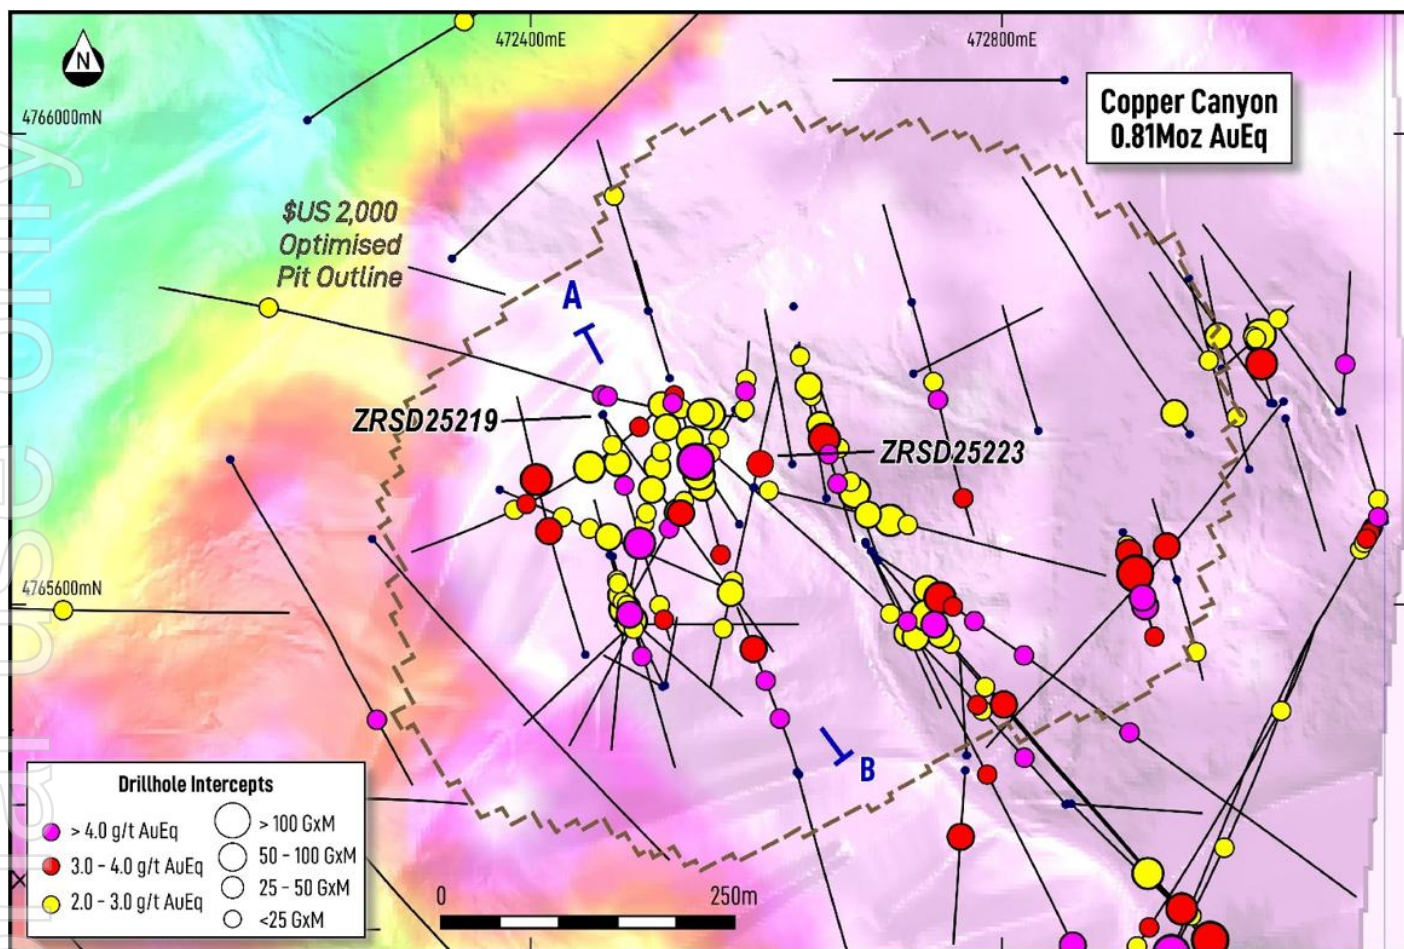 472400mE
472800mE
N
Copper Canyon
0.81Moz AuEq
4766000mN
$US 2,000
Optimised
Pit Outline
A
ZRSD25219
ZRSD25223
4765600mN
B
Drillhole Intercepts
> 4.0 g/t AuEq
3.0 - 4.0 g/t AuEq
2.0 - 3.0 g/t AuEq
> 100 GxM
50 - 100 GxM
25 - 50 GxM
<25 GxM
0
250m
use only